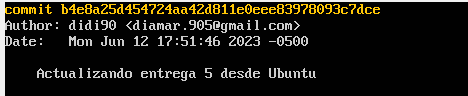 commit b4e8a25d454724aa42d811e0eee83978093c7dce
Author: didi90 <diamar.905@gmail.com>
Date:   Mon Jun 12 17:51:46 2023 -0500
    Actualizando entrega 5 desde Ubuntu